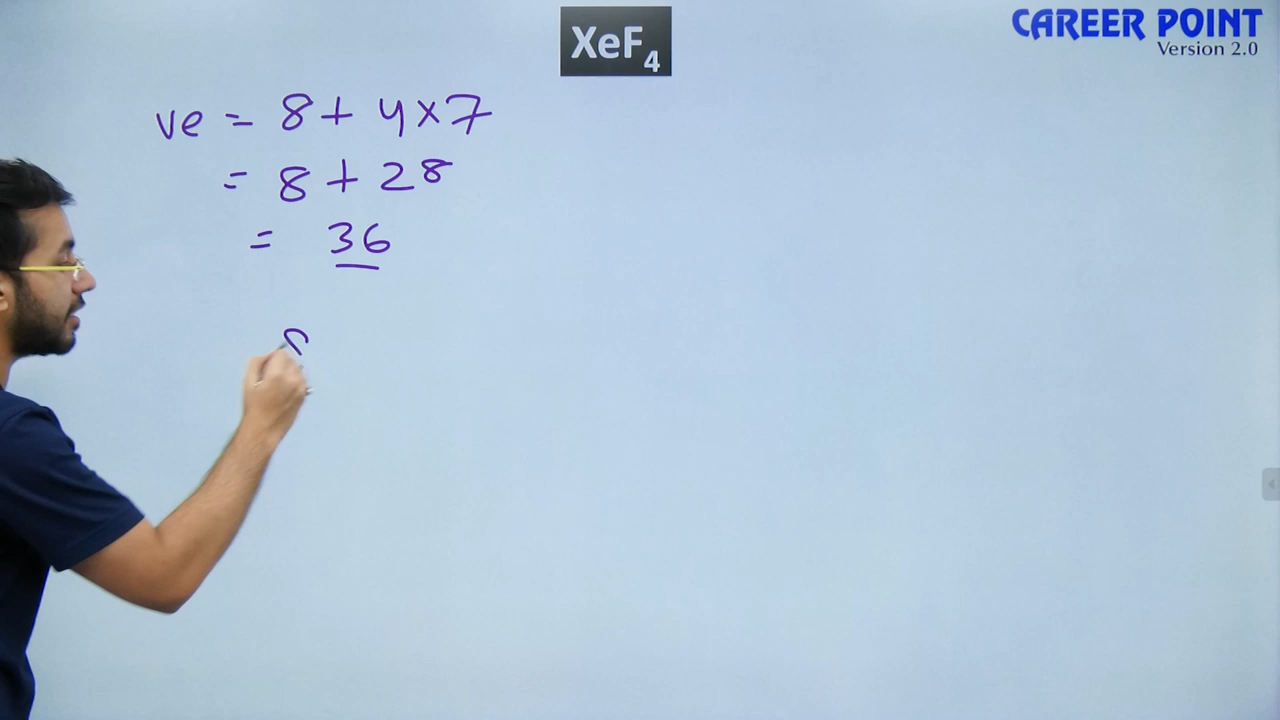 XeF₄
CAREER POINT
Version 2.0
ve = 8 + 4 × 7
= 8 + 28
= 36